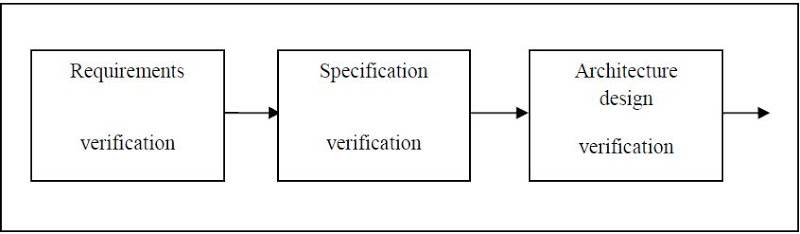 Requirements
verification
Specification
verification
Architecture
design
verification